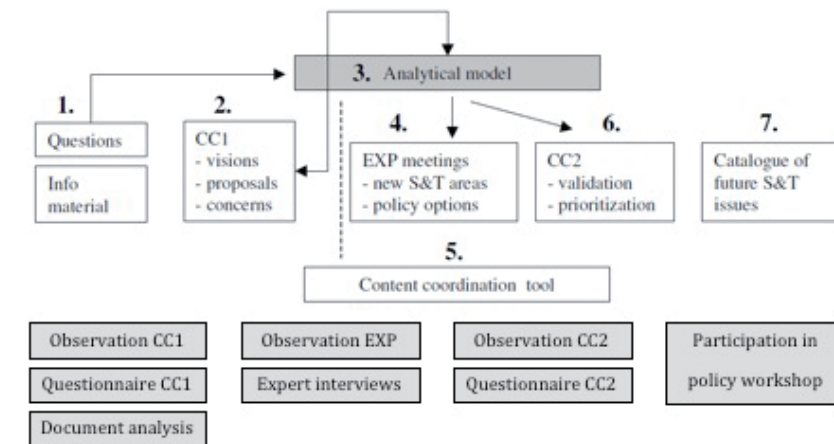 3. Analytical model
1.
Questions
Info
material
2.
CC1
- visions
- proposals
- concerns
4.
EXP meetings
- new S&T areas
- policy options
6.
CC2
- validation
- prioritization
7.
Catalogue of
future S&T
issues
5.
Content coordination tool
Observation CC1
Observation EXP
Observation CC2
Participation in
policy workshop
Questionnaire CC1
Expert interviews
Questionnaire CC2
Document analysis